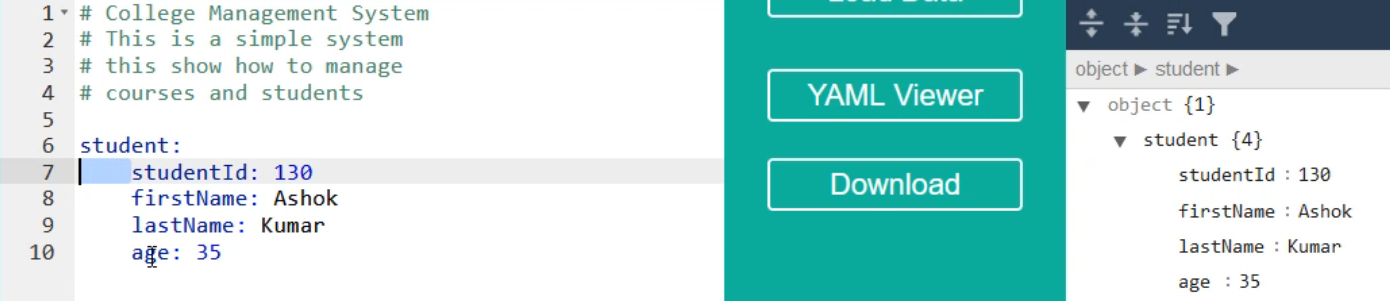 1 # College Management System
2 # This is a simple system
3 # this show how to manage
4 # courses and students
5
6 student:
7 studentId: 130
8 firstName: Ashok
9 lastName: Kumar
10 age: 35
Load Data
YAML Viewer
Download
object ▶ student ▶
▼ object {1}
▼ student {4}
studentId : 130
firstName : Ashok
lastName : Kumar
age : 35